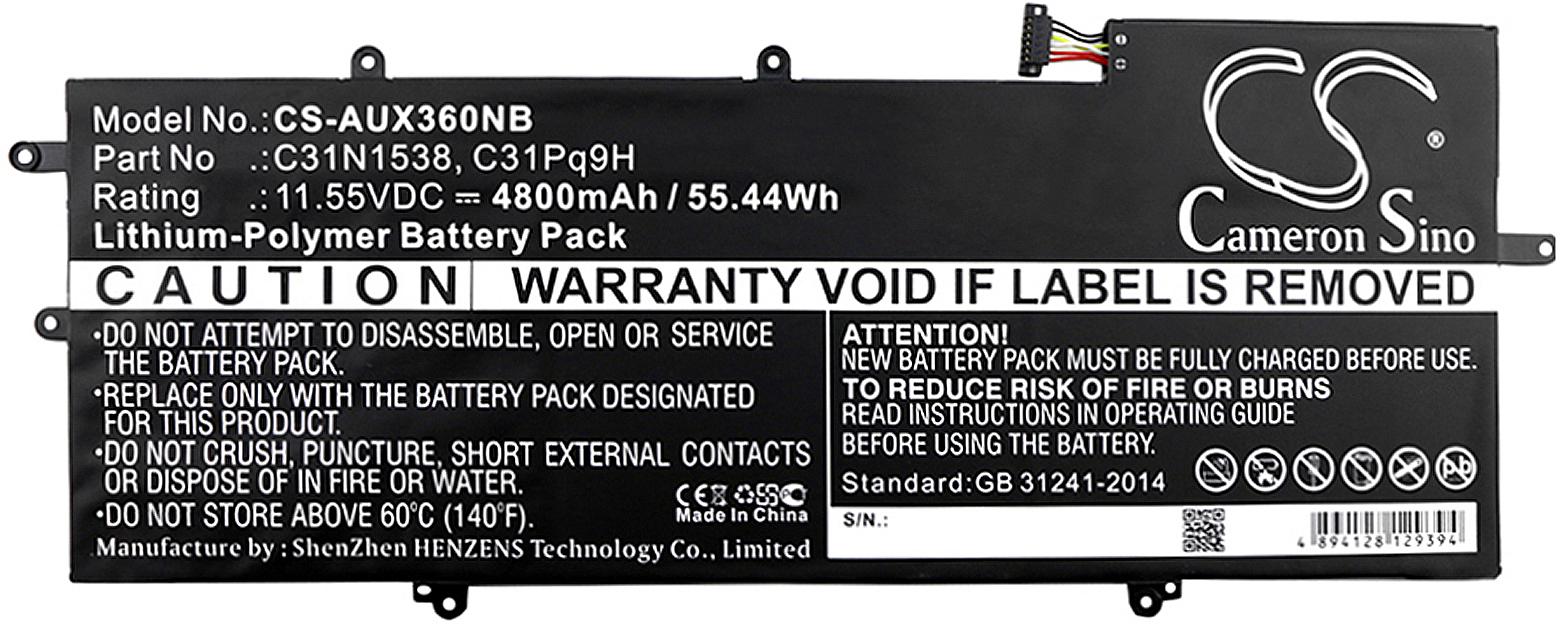 Model No.:CS-AUX360NB
Part No .:C31N1538, C31Pq9H
Rating .:11.55VDC ⎓ 4800mAh / 55.44Wh
Lithium-Polymer Battery Pack
CS
®
Cameron Sino
CAUTION
WARRANTY VOID IF LABEL IS REMOVED
•DO NOT ATTEMPT TO DISASSEMBLE, OPEN OR SERVICE
THE BATTERY PACK.
•REPLACE ONLY WITH THE BATTERY PACK DESIGNATED
FOR THIS PRODUCT.
•DO NOT CRUSH, PUNCTURE, SHORT EXTERNAL CONTACTS
OR DISPOSE OF IN FIRE OR WATER.
•DO NOT STORE ABOVE 60°C (140°F).
CE
Made In China
Manufacture by : ShenZhen HENZENS Technology Co., Limited
ATTENTION!
NEW BATTERY PACK MUST BE FULLY CHARGED BEFORE USE.
TO REDUCE RISK OF FIRE OR BURNS
READ INSTRUCTIONS IN OPERATING GUIDE
BEFORE USING THE BATTERY.
Standard:GB 31241-2014
Pb
S/N.:
4 894128 129394